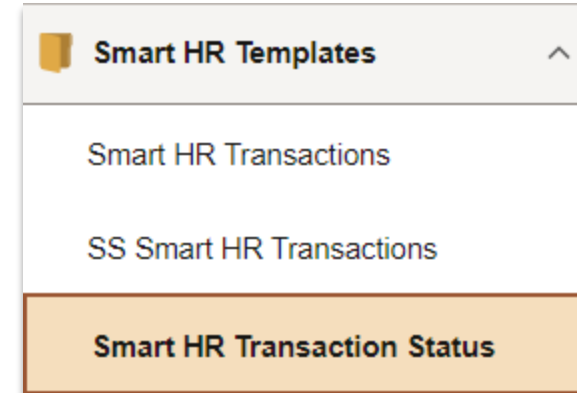 Smart HR Templates
Smart HR Transactions
SS Smart HR Transactions
Smart HR Transaction Status